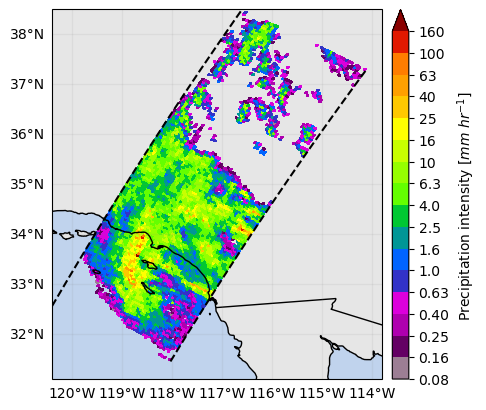 38°N
37°N
36°N
35°N
34°N
33°N
32°N
120°W 119°W 118°W 117°W 116°W 115°W 114°W
160
100
63
40
25
16
10
6.3
4.0
2.5
1.6
1.0
0.63
0.40
0.25
0.16
0.08
Precipitation intensity [mm hr⁻¹]